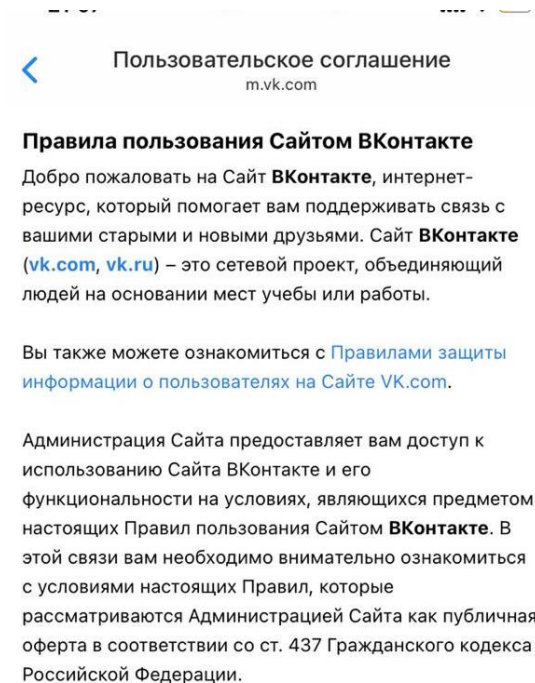 Пользовательское соглашение
m.vk.com
Правила пользования Сайтом ВКонтакте
Добро пожаловать на Сайт ВКонтакте, интернет-
ресурс, который помогает вам поддерживать связь с
вашими старыми и новыми друзьями. Сайт ВКонтакте
(vk.com, vk.ru) – это сетевой проект, объединяющий
людей на основании мест учебы или работы.
Вы также можете ознакомиться с Правилами защиты
информации о пользователях на Сайте VK.com.
Администрация Сайта предоставляет вам доступ к
использованию Сайта ВКонтакте и его
функциональности на условиях, являющихся предметом
настоящих Правил пользования Сайтом ВКонтакте. В
этой связи вам необходимо внимательно ознакомиться
с условиями настоящих Правил, которые
рассматриваются Администрацией Сайта как публичная
оферта в соответствии со ст. 437 Гражданского кодекса
Российской Федерации.